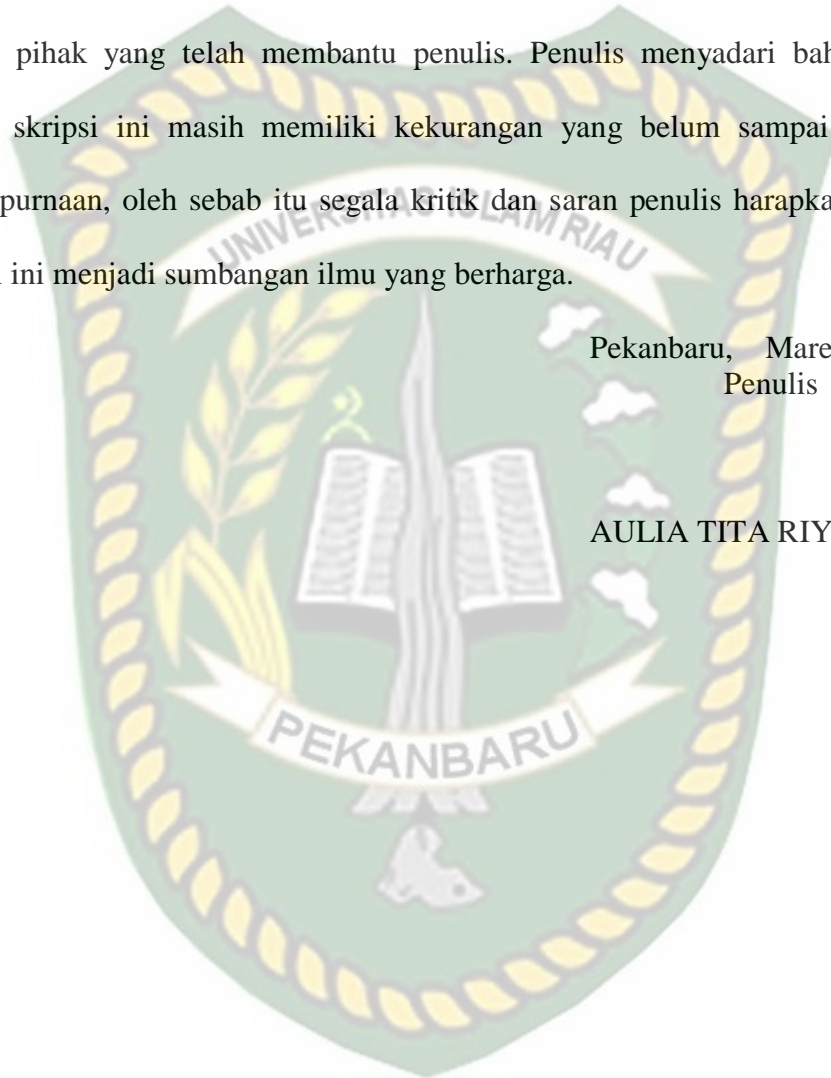 pihak yang telah membantu penulis. Penulis menyadari bah
skripsi ini masih memiliki kekurangan yang belum sampai
purnaan, oleh sebab itu segala kritik dan saran penulis harapka
ini menjadi sumbangan ilmu yang berharga.
UNIVERSITAS ISLAM RIAU
Pekanbaru, Mare
Penulis
AULIA TITA RIY
PEKANBARU